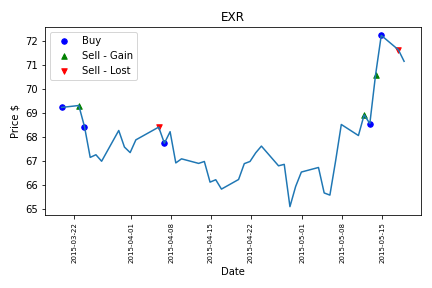 EXR
Buy
Sell - Gain
Sell - Lost
Price $
72
71
70
69
68
67
66
65
2015-03-22
2015-04-01
2015-04-08
2015-04-15
2015-04-22
2015-05-01
2015-05-08
2015-05-15
Date